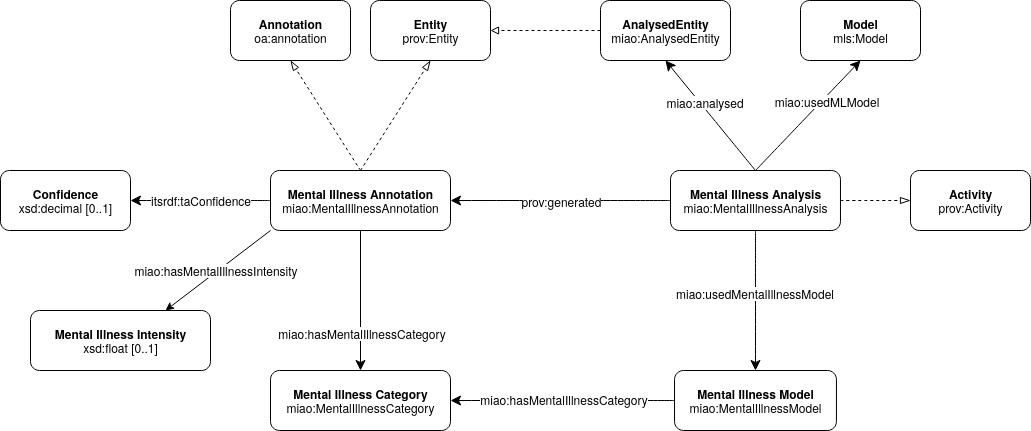 Annotation
oa:annotation
Entity
prov:Entity
AnalysedEntity
miao:AnalysedEntity
Model
mls:Model
miao:analysed
miao:usedMLModel
Confidence
xsd:decimal [0..1]
itsrdf:taConfidence
Mental Illness Annotation
miao:MentalIllnessAnnotation
prov:generated
Mental Illness Analysis
miao:MentalIllnessAnalysis
Activity
prov:Activity
miao:hasMentalIllnessIntensity
miao:usedMentalIllnessModel
Mental Illness Intensity
xsd:float [0..1]
miao:hasMentalIllnessCategory
Mental Illness Category
miao:MentalIllnessCategory
miao:hasMentalIllnessCategory
Mental Illness Model
miao:MentalIllnessModel